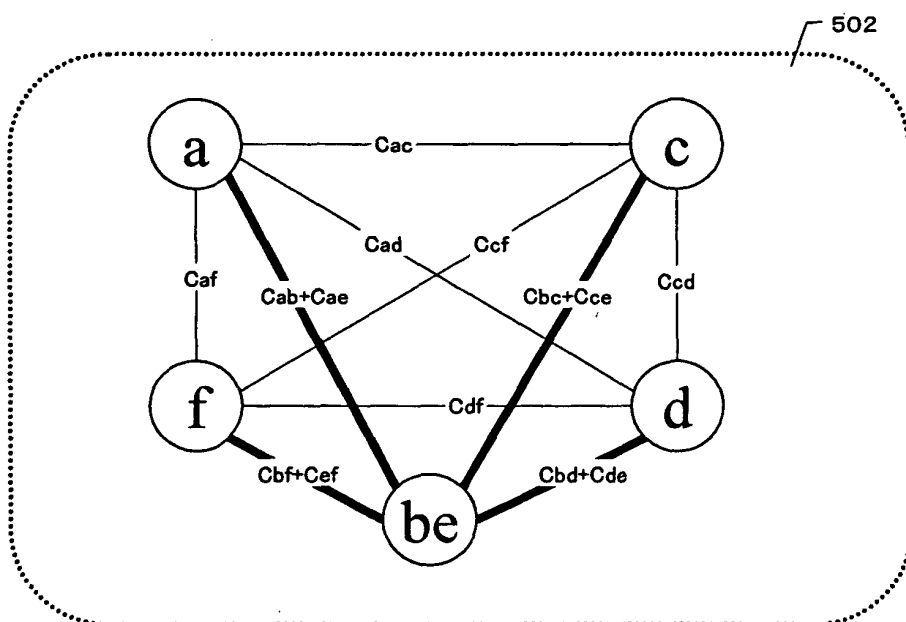 502
a
Cac
c
Cad
Ccf
Caf
Cab+Cae
Cbc+Cce
Ccd
f
Cdf
d
Cbf+Cef
Cbd+Cde
be